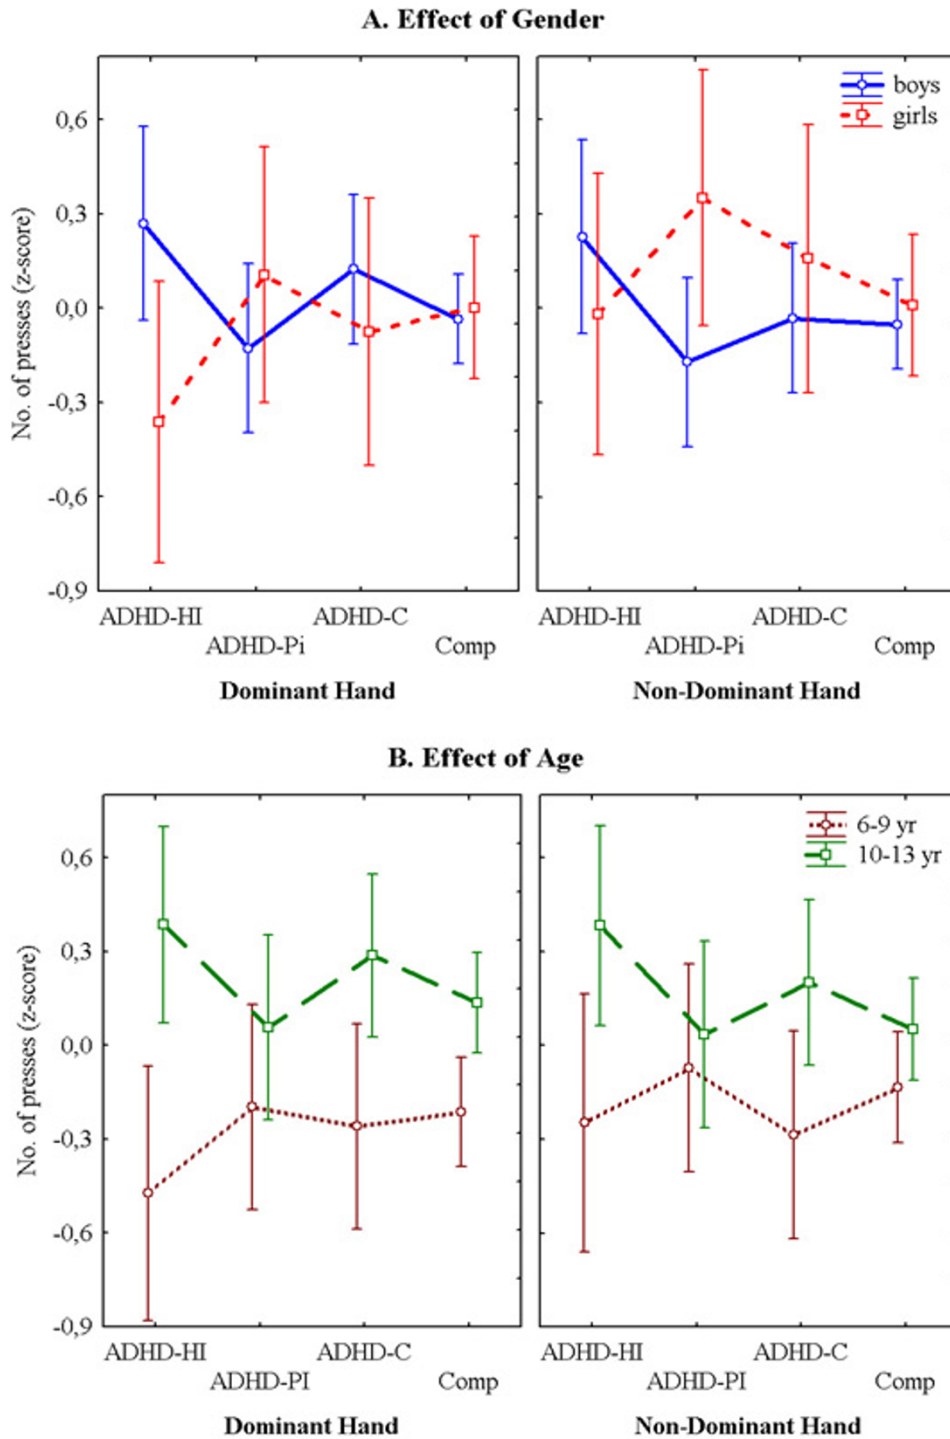 A. Effect of Gender
No. of presses (z-score)
0,6
0,3
0,0
-0,3
-0,6
-0,9
boys
girls
ADHD-HI ADHD-C ADHD-HI ADHD-C
ADHD-Pi Comp ADHD-Pi Comp
Dominant Hand Non-Dominant Hand
B. Effect of Age
No. of presses (z-score)
0,6
0,3
0,0
-0,3
-0,6
-0,9
6-9 yr
10-13 yr
ADHD-HI ADHD-C ADHD-HI ADHD-C
ADHD-PI Comp ADHD-PI Comp
Dominant Hand Non-Dominant Hand